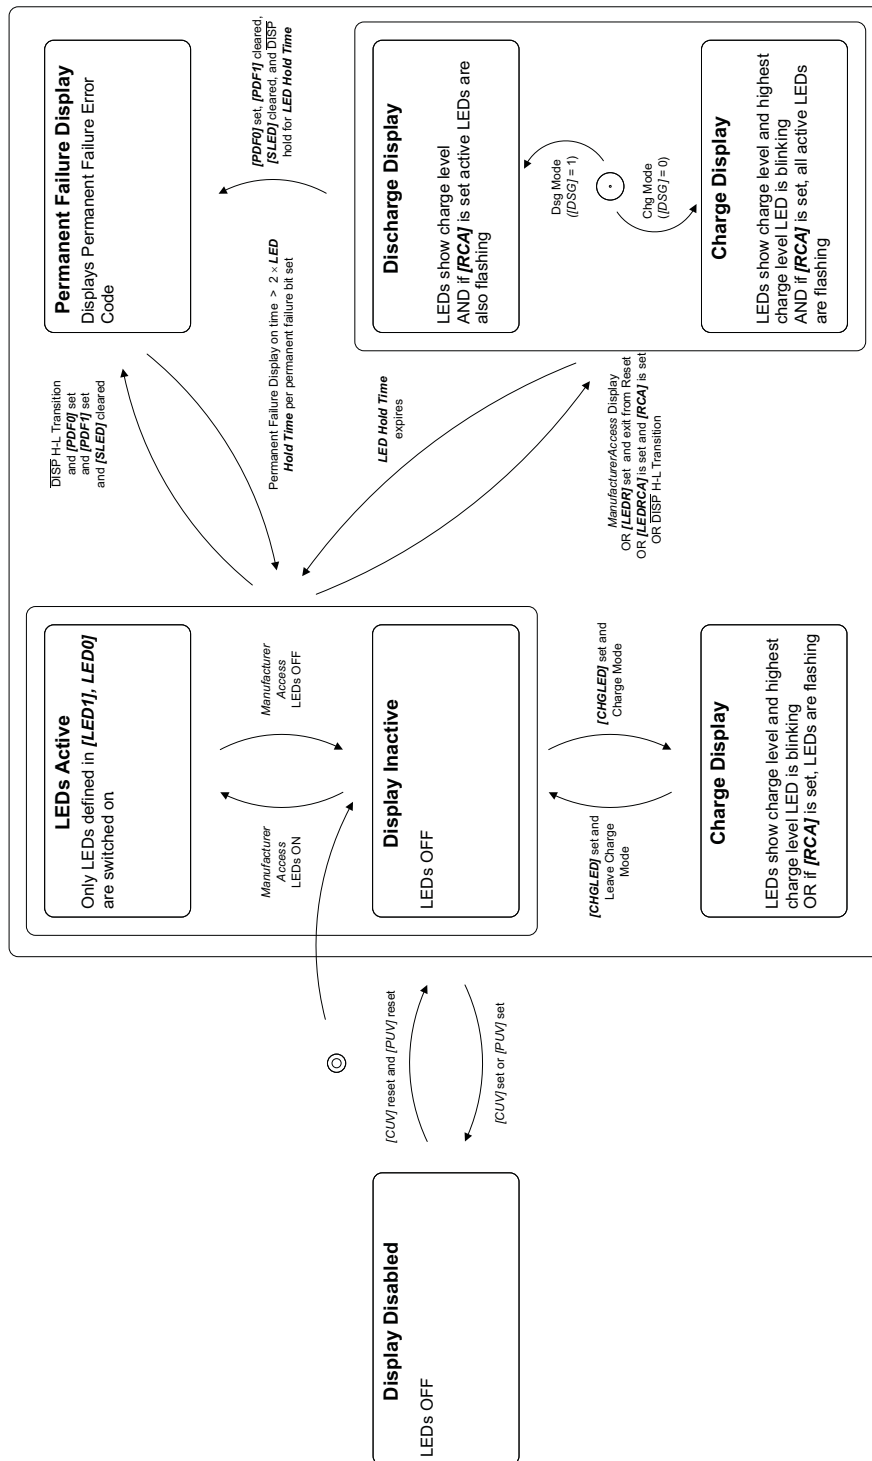 Permanent Failure Display
Displays Permanent Failure Error
Code
[PDF0] set, [PDF1] cleared,
[SLED] cleared, and DISP
hold for LED Hold Time
Discharge Display
LEDs show charge level
AND if [RCA] is set active LEDs are
also flashing
Dsg Mode
([DSG] = 1)
Chg Mode
([DSG] = 0)
Charge Display
LEDs show charge level and highest
charge level LED is blinking
AND if [RCA] is set, all active LEDs
are flashing
DISP H-L Transition
and [PDF0] set
and [PDF1] set
and [SLED] cleared
Permanent Failure Display on time > 2 × LED
Hold Time per permanent failure bit set
LED Hold Time
expires
ManufacturerAccess Display
OR [LEDR] set and exit from Reset
OR [LEDRCA] is set and [RCA] is set
OR DISP H-L Transition
LEDs Active
Only LEDs defined in [LED1], LED0]
are switched on
Manufacturer
Access
LEDs OFF
Manufacturer
Access
LEDs ON
Display Inactive
LEDs OFF
[CHGLED] set and
Charge Mode
[CHGLED] set and
Leave Charge
Mode
Charge Display
LEDs show charge level and highest
charge level LED is blinking
OR if [RCA] is set, LEDs are flashing
[CUV] reset and [PUV] reset
[CUV] set or [PUV] set
Display Disabled
LEDs OFF